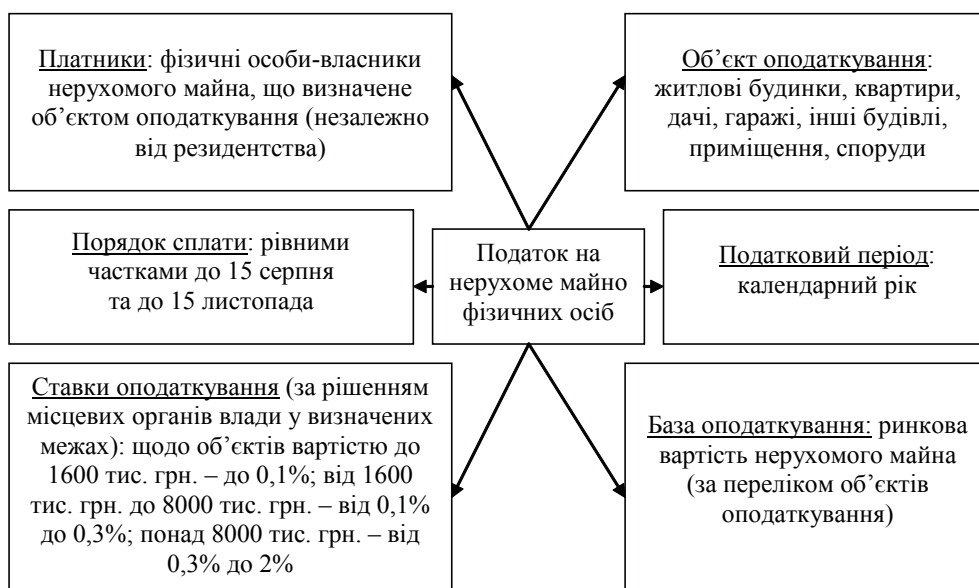 Платники: фізичні особи-власники
нерухомого майна, що визначене
об’єктом оподаткування (незалежно
від резидентства)
Об’єкт оподаткування:
житлові будинки, квартири,
дачі, гаражі, інші будівлі,
приміщення, споруди
Порядок сплати: рівними
частками до 15 серпня
та до 15 листопада
Податок на
нерухоме майно
фізичних осіб
Податковий період:
календарний рік
Ставки оподаткування (за рішенням
місцевих органів влади у визначених
межах): щодо об’єктів вартістю до
1600 тис. грн. – до 0,1%; від 1600
тис. грн. до 8000 тис. грн. – від 0,1%
до 0,3%; понад 8000 тис. грн. – від
0,3% до 2%
База оподаткування: ринкова
вартість нерухомого майна
(за переліком об’єктів
оподаткування)